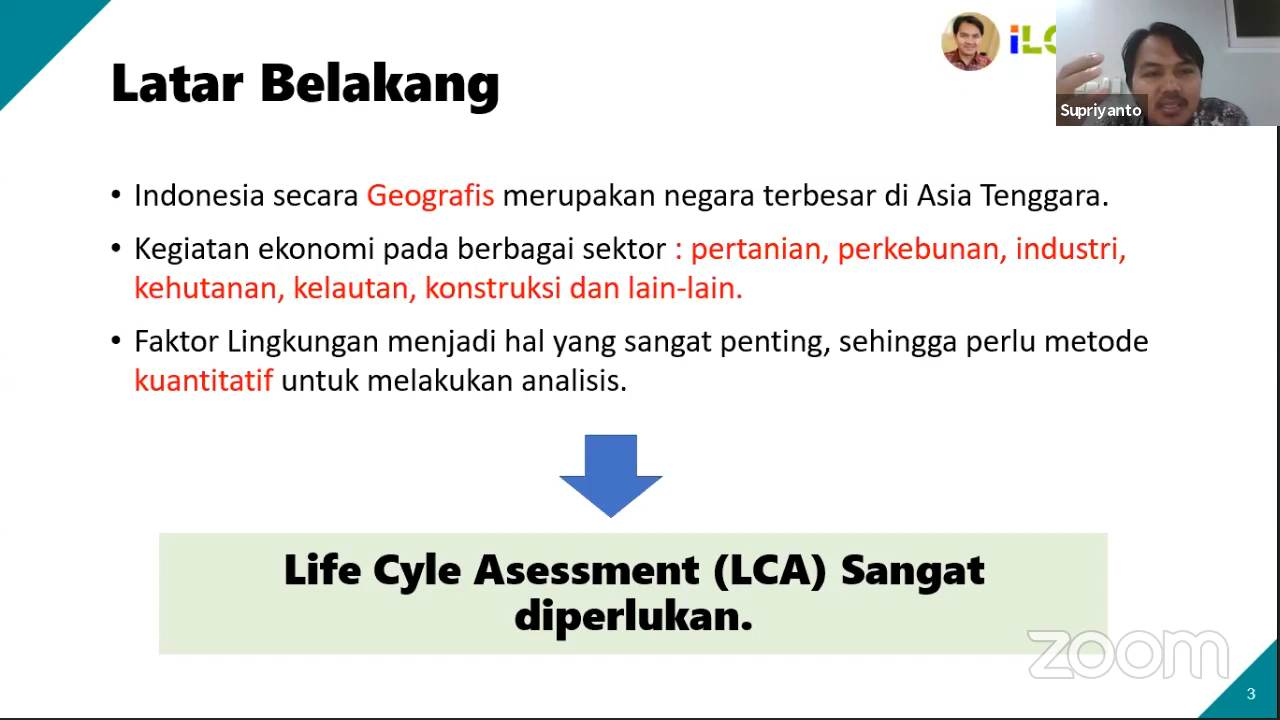 Latar Belakang
iLC
Supriyanto
• Indonesia secara Geografis merupakan negara terbesar di Asia Tenggara.
• Kegiatan ekonomi pada berbagai sektor : pertanian, perkebunan, industri,
kehutanan, kelautan, konstruksi dan lain-lain.
• Faktor Lingkungan menjadi hal yang sangat penting, sehingga perlu metode
kuantitatif untuk melakukan analisis.
Life Cyle Asessment (LCA) Sangat
diperlukan.
zoom
3